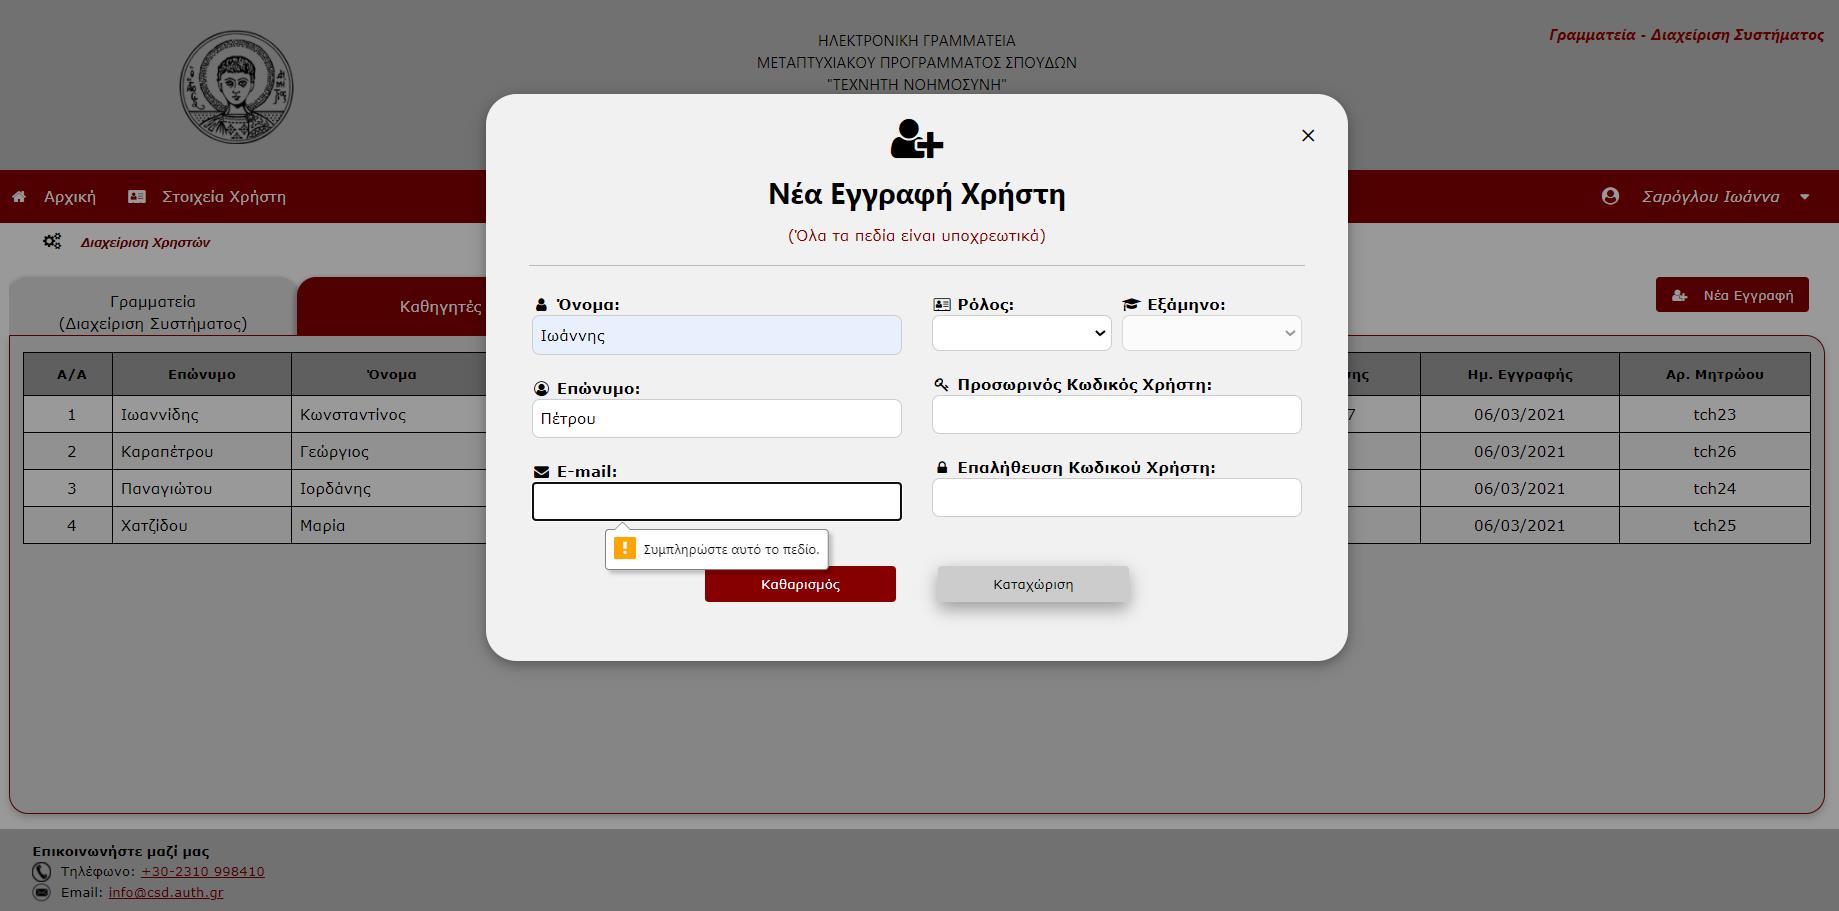 ΗΛΕΚΤΡΟΝΙΚΗ ΓΡΑΜΜΑΤΕΙΑ
ΜΕΤΑΠΤΥΧΙΑΚΟΥ ΠΡΟΓΡΑΜΜΑΤΟΣ ΣΠΟΥΔΩΝ
"ΤΕΧΝΗΤΗ ΝΟΗΜΟΣΥΝΗ"
Γραμματεία - Διαχείριση Συστήματος
Αρχική
Στοιχεία Χρήστη
Σαρόγλου Ιωάννα
Διαχείριση Χρηστών
Γραμματεία
(Διαχείριση Συστήματος)
Καθηγητές
Νέα Εγγραφή
Α/Α Επώνυμο Όνομα Ημ. Εγγραφής Αρ. Μητρώου
1 Ιωαννίδης Κωνσταντίνος 7 06/03/2021 tch23
2 Καραπέτρου Γεώργιος 06/03/2021 tch26
3 Παναγιώτου Ιορδάνης 06/03/2021 tch24
4 Χατζίδου Μαρία 06/03/2021 tch25
Νέα Εγγραφή Χρήστη
(Όλα τα πεδία είναι υποχρεωτικά)
Όνομα:
Ιωάννης
Επώνυμο:
Πέτρου
E-mail:
Συμπληρώστε αυτό το πεδίο.
Ρόλος:
Εξάμηνο:
Προσωρινός Κωδικός Χρήστη:
Επαλήθευση Κωδικού Χρήστη:
Καθαρισμός
Καταχώριση
Επικοινωνήστε μαζί μας
Τηλέφωνο: +30-2310 998410
Email: info@csd.auth.gr